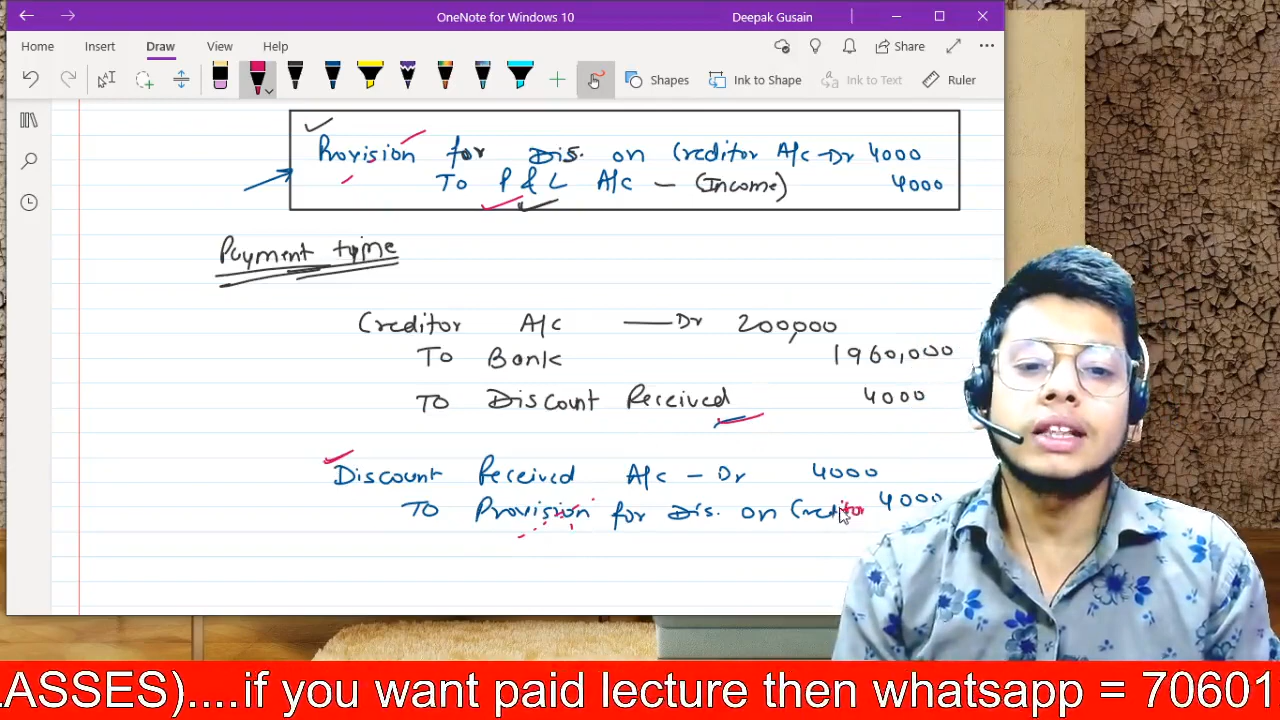 OneNote for Windows 10
Deepak Gusain
Home Insert Draw View Help Share
Shapes Ink to Shape Ink to Text Ruler
Provision for Dis. on Creditor A/c - Dr 4000
To P & L A/c - (Income) 4000
Payment time
Creditor A/c - Dr 200,000
To Bank 1960,000
To Discount Received 4000
Discount Received A/c - Dr 4000
To Provision for Dis. on Creditor 4000
ASSES)....if you want paid lecture then whatsapp = 70601